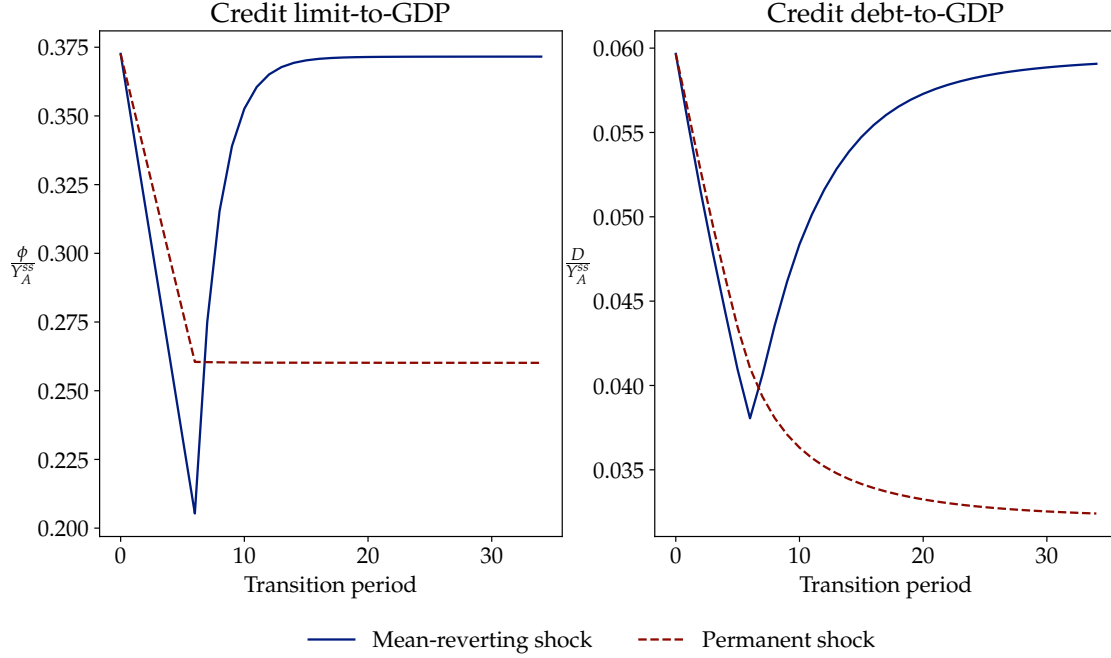 Credit limit-to-GDP
0.375
0.350
0.325
0.300
0.275
0.250
0.225
0.200
ϕ
Y_A^{ss}
0 10 20 30
Transition period
Credit debt-to-GDP
0.060
0.055
0.050
0.045
0.040
0.035
D
Y_A^{ss}
0 10 20 30
Transition period
Mean-reverting shock
Permanent shock